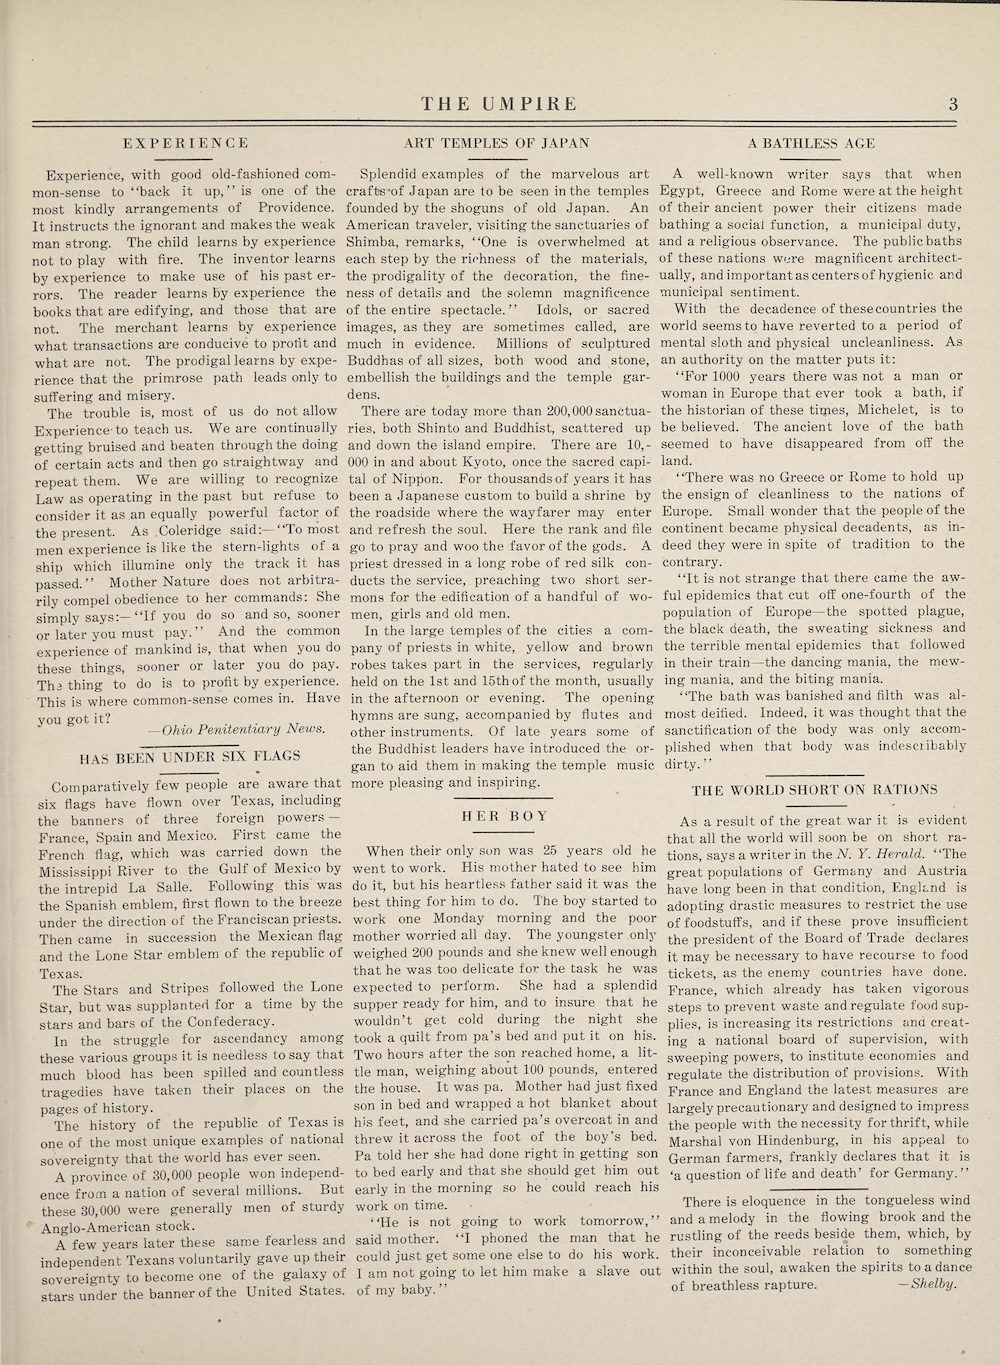 THE UMPIRE
3
EXPERIENCE
Experience, with good old-fashioned com-
mon-sense to "back it up," is one of the
most kindly arrangements of Providence.
It instructs the ignorant and makes the weak
man strong. The child learns by experience
not to play with fire. The inventor learns
by experience to make use of his past er-
rors. The reader learns by experience the
books that are edifying, and those that are
not. The merchant learns by experience
what transactions are conducive to profit and
what are not. The prodigal learns by expe-
rience that the primrose path leads only to
suffering and misery.
The trouble is, most of us do not allow
Experience to teach us. We are continually
getting bruised and beaten through the doing
of certain acts and then go straightway and
repeat them. We are willing to recognize
Law as operating in the past but refuse to
consider it as an equally powerful factor of
the present. As Coleridge said:—"To most
men experience is like the stern-lights of a
ship which illumine only the track it has
passed." Mother Nature does not arbitra-
rily compel obedience to her commands: She
simply says:—"If you do so and so, sooner
or later you must pay." And the common
experience of mankind is, that when you do
these things, sooner or later you do pay.
The thing to do is to profit by experience.
This is where common-sense comes in. Have
you got it?
—Ohio Penitentiary News.
HAS BEEN UNDER SIX FLAGS
Comparatively few people are aware that
six flags have flown over Texas, including
the banners of three foreign powers—
France, Spain and Mexico. First came the
French flag, which was carried down the
Mississippi River to the Gulf of Mexico by
the intrepid La Salle. Following this was
the Spanish emblem, first flown to the breeze
under the direction of the Franciscan priests.
Then came in succession the Mexican flag
and the Lone Star emblem of the republic of
Texas.
The Stars and Stripes followed the Lone
Star, but was supplanted for a time by the
stars and bars of the Confederacy.
In the struggle for ascendancy among
these various groups it is needless to say that
much blood has been spilled and countless
tragedies have taken their places on the
pages of history.
The history of the republic of Texas is
one of the most unique examples of national
sovereignty that the world has ever seen.
A province of 30,000 people won independ-
ence from a nation of several millions. But
these 30,000 were generally men of sturdy
Anglo-American stock.
A few years later these same fearless and
independent Texans voluntarily gave up their
sovereignty to become one of the galaxy of
stars under the banner of the United States.
ART TEMPLES OF JAPAN
Splendid examples of the marvelous art
crafts of Japan are to be seen in the temples
founded by the shoguns of old Japan. An
American traveler, visiting the sanctuaries of
Shimba, remarks, "One is overwhelmed at
each step by the richness of the materials,
the prodigality of the decoration, the fine-
ness of details and the solemn magnificence
of the entire spectacle." Idols, or sacred
images, as they are sometimes called, are
much in evidence. Millions of sculptured
Buddhas of all sizes, both wood and stone,
embellish the buildings and the temple gar-
dens.
There are today more than 200,000 sanctua-
ries, both Shinto and Buddhist, scattered up
and down the island empire. There are 10,-
000 in and about Kyoto, once the sacred capi-
tal of Nippon. For thousands of years it has
been a Japanese custom to build a shrine by
the roadside where the wayfarer may enter
and refresh the soul. Here the rank and file
go to pray and woo the favor of the gods. A
priest dressed in a long robe of red silk con-
ducts the service, preaching two short ser-
mons for the edification of a handful of wo-
men, girls and old men.
In the large temples of the cities a com-
pany of priests in white, yellow and brown
robes takes part in the services, regularly
held on the 1st and 15th of the month, usually
in the afternoon or evening. The opening
hymns are sung, accompanied by flutes and
other instruments. Of late years some of
the Buddhist leaders have introduced the or-
gan to aid them in making the temple music
more pleasing and inspiring.
HER BOY
When their only son was 25 years old he
went to work. His mother hated to see him
do it, but his heartless father said it was the
best thing for him to do. The boy started to
work one Monday morning and the poor
mother worried all day. The youngster only
weighed 200 pounds and she knew well enough
that he was too delicate for the task he was
expected to perform. She had a splendid
supper ready for him, and to insure that he
wouldn't get cold during the night she
took a quilt from pa's bed and put it on his.
Two hours after the son reached home, a lit-
tle man, weighing about 100 pounds, entered
the house. It was pa. Mother had just fixed
son in bed and wrapped a hot blanket about
his feet, and she carried pa's overcoat in and
threw it across the foot of the boy's bed.
Pa told her she had done right in getting son
to bed early and that she should get him out
early in the morning so he could reach his
work on time.
"He is not going to work tomorrow,"
said mother. "I phoned the man that he
could just get some one else to do his work.
I am not going to let him make a slave out
of my baby."
A BATHLESS AGE
A well-known writer says that when
Egypt, Greece and Rome were at the height
of their ancient power their citizens made
bathing a social function, a municipal duty,
and a religious observance. The public baths
of these nations were magnificent architect-
ually, and important as centers of hygienic and
municipal sentiment.
With the decadence of these countries the
world seems to have reverted to a period of
mental sloth and physical uncleanliness. As
an authority on the matter puts it:
"For 1000 years there was not a man or
woman in Europe that ever took a bath, if
the historian of these times, Michelet, is to
be believed. The ancient love of the bath
seemed to have disappeared from off the
land.
"There was no Greece or Rome to hold up
the ensign of cleanliness to the nations of
Europe. Small wonder that the people of the
continent became physical decadents, as in-
deed they were in spite of tradition to the
contrary.
"It is not strange that there came the aw-
ful epidemics that cut off one-fourth of the
population of Europe—the spotted plague,
the black death, the sweating sickness and
the terrible mental epidemics that followed
in their train—the dancing mania, the mew-
ing mania, and the biting mania.
"The bath was banished and filth was al-
most deified. Indeed, it was thought that the
sanctification of the body was only accom-
plished when that body was indescribably
dirty."
THE WORLD SHORT ON RATIONS
As a result of the great war it is evident
that all the world will soon be on short ra-
tions, says a writer in the N. Y. Herald. "The
great populations of Germany and Austria
have long been in that condition, England is
adopting drastic measures to restrict the use
of foodstuffs, and if these prove insufficient
the president of the Board of Trade declares
it may be necessary to have recourse to food
tickets, as the enemy countries have done.
France, which already has taken vigorous
steps to prevent waste and regulate food sup-
plies, is increasing its restrictions and creat-
ing a national board of supervision, with
sweeping powers, to institute economies and
regulate the distribution of provisions. With
France and England the latest measures are
largely precautionary and designed to impress
the people with the necessity for thrift, while
Marshal von Hindenburg, in his appeal to
German farmers, frankly declares that it is
'a question of life and death' for Germany."
There is eloquence in the tongueless wind
and a melody in the flowing brook and the
rustling of the reeds beside them, which, by
their inconceivable relation to something
within the soul, awaken the spirits to a dance
of breathless rapture. —Shelby.